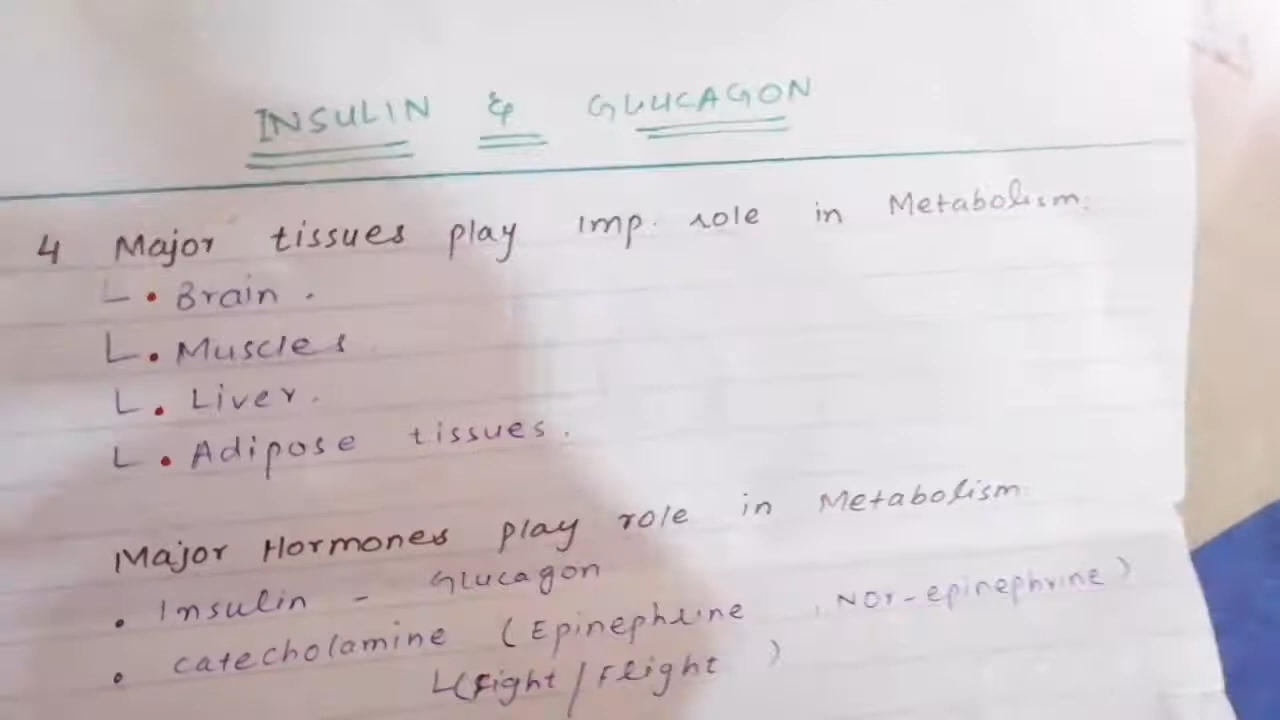 INSULIN & GLUCAGON
4 Major tissues play imp. role in Metabolism.
• Brain.
• Muscles
• Liver.
• Adipose tissues.
Major Hormones play role in Metabolism
• Insulin - Glucagon
• catecholamine (Epinephrine, Nor-epinephrine)
(Fight/Flight)